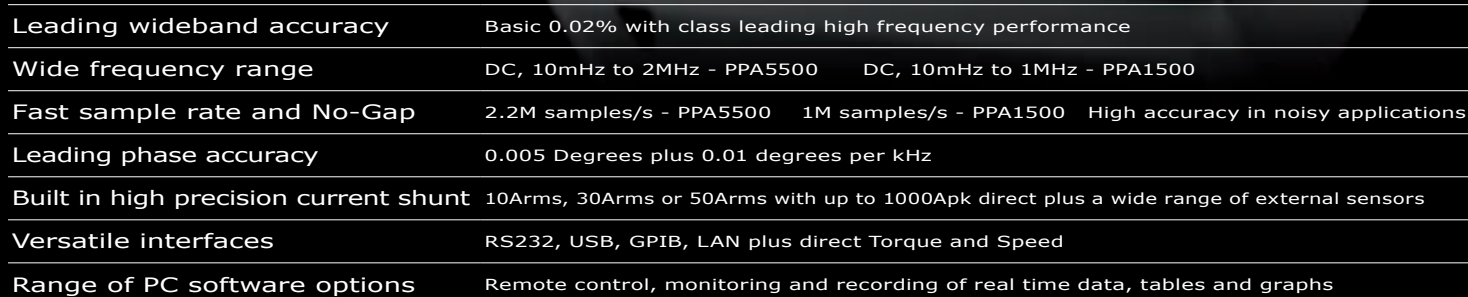 Leading wideband accuracy Basic 0.02% with class leading high frequency performance
Wide frequency range DC, 10mHz to 2MHz - PPA5500 DC, 10mHz to 1MHz - PPA1500
Fast sample rate and No-Gap 2.2M samples/s - PPA5500 1M samples/s - PPA1500 High accuracy in noisy applications
Leading phase accuracy 0.005 Degrees plus 0.01 degrees per kHz
Built in high precision current shunt 10Arms, 30Arms or 50Arms with up to 1000Apk direct plus a wide range of external sensors
Versatile interfaces RS232, USB, GPIB, LAN plus direct Torque and Speed
Range of PC software options Remote control, monitoring and recording of real time data, tables and graphs